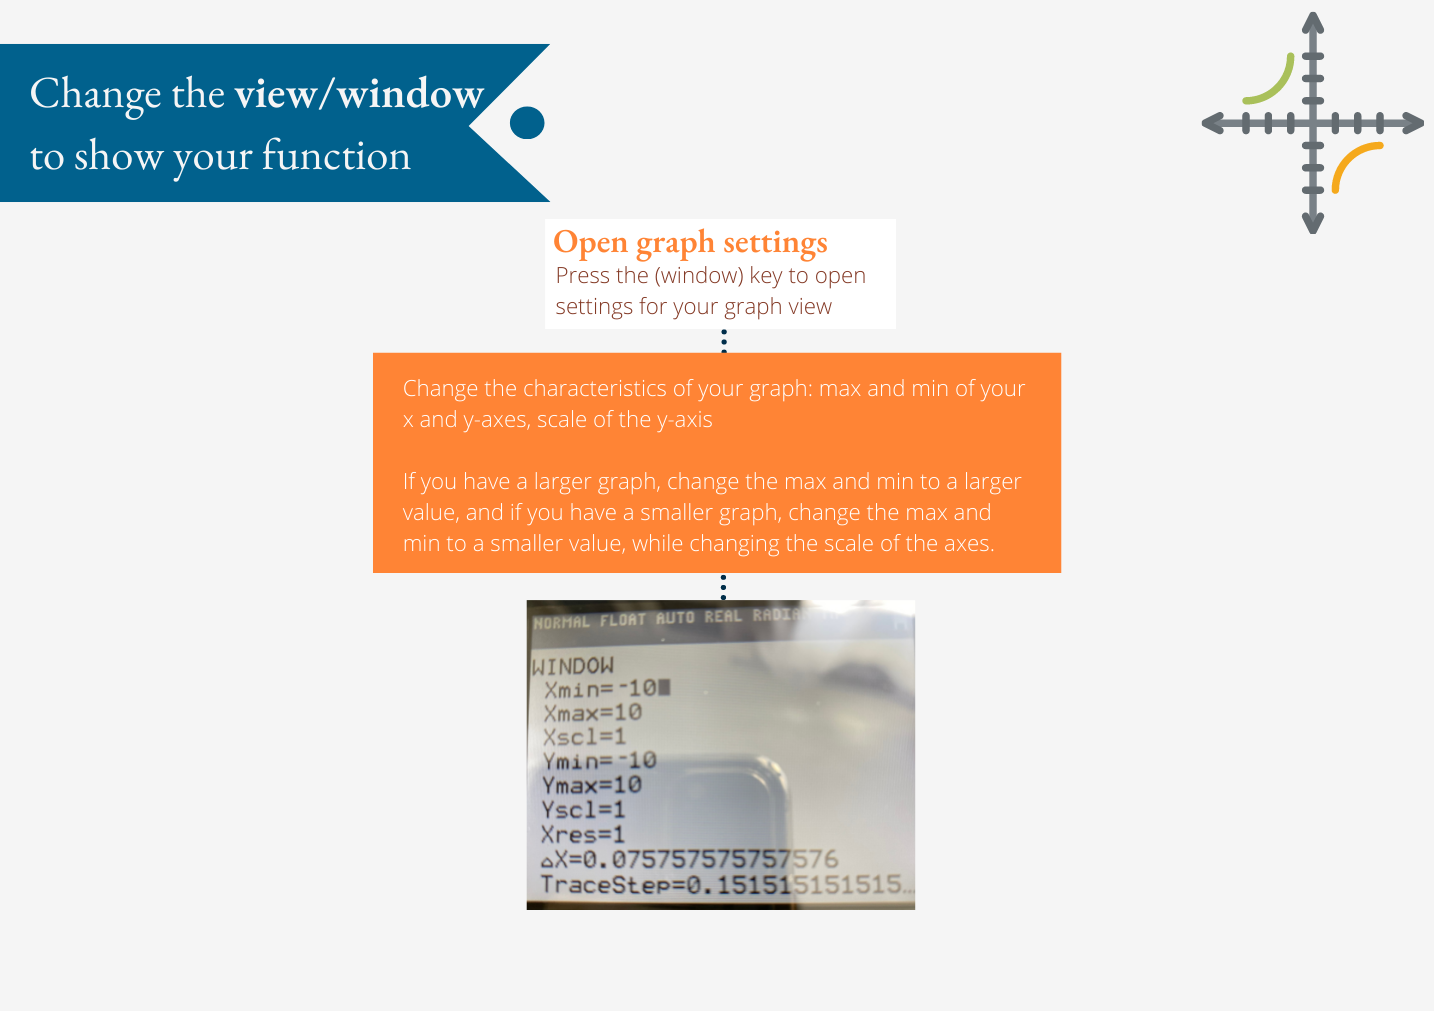 Change the view/window
to show your function
Open graph settings
Press the (window) key to open
settings for your graph view
Change the characteristics of your graph: max and min of your
x and y-axes, scale of the y-axis
If you have a larger graph, change the max and min to a larger
value, and if you have a smaller graph, change the max and
min to a smaller value, while changing the scale of the axes.
NORMAL FLOAT AUTO REAL
WINDOW
Xmin=-10
Xmax=10
Xscl=1
Ymin=-10
Ymax=10
Yscl=1
Xres=1
△X=0.075757575757576
TraceStep=0.151515151515…